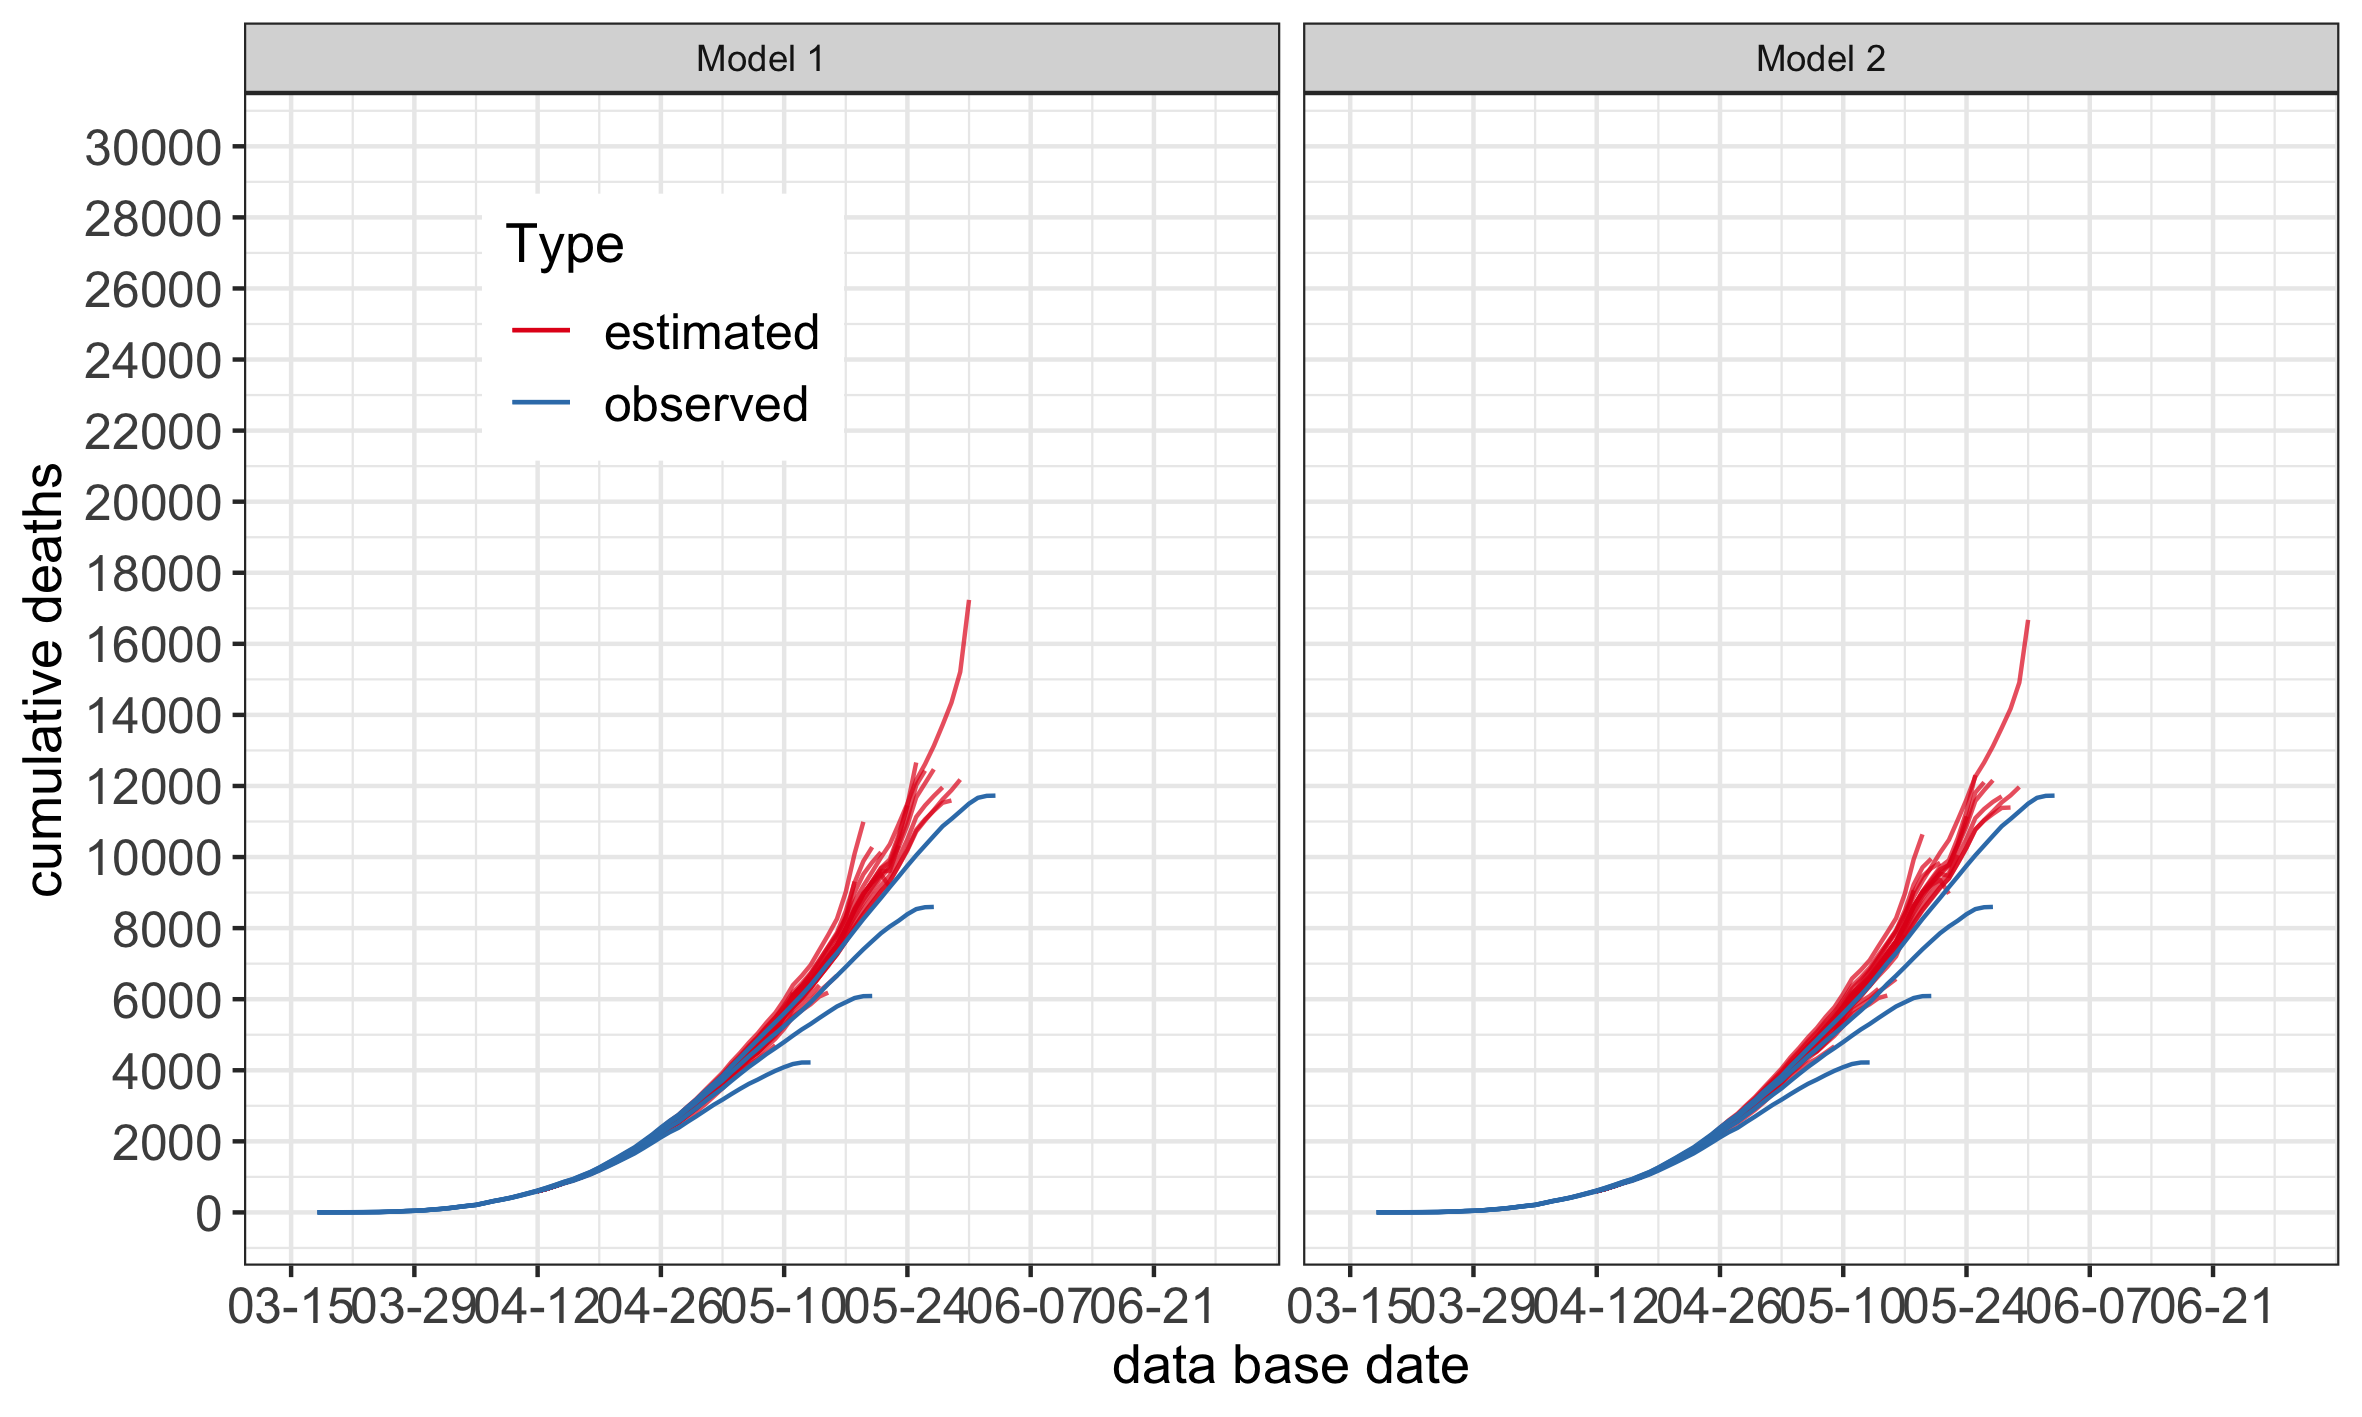 Model 1
Model 2
30000
28000
26000
24000
22000
20000
18000
16000
14000
12000
10000
8000
6000
4000
2000
0
cumulative deaths
Type
estimated
observed
03-15 03-29 04-12 04-26 05-10 05-24 06-07 06-21
03-15 03-29 04-12 04-26 05-10 05-24 06-07 06-21
data base date